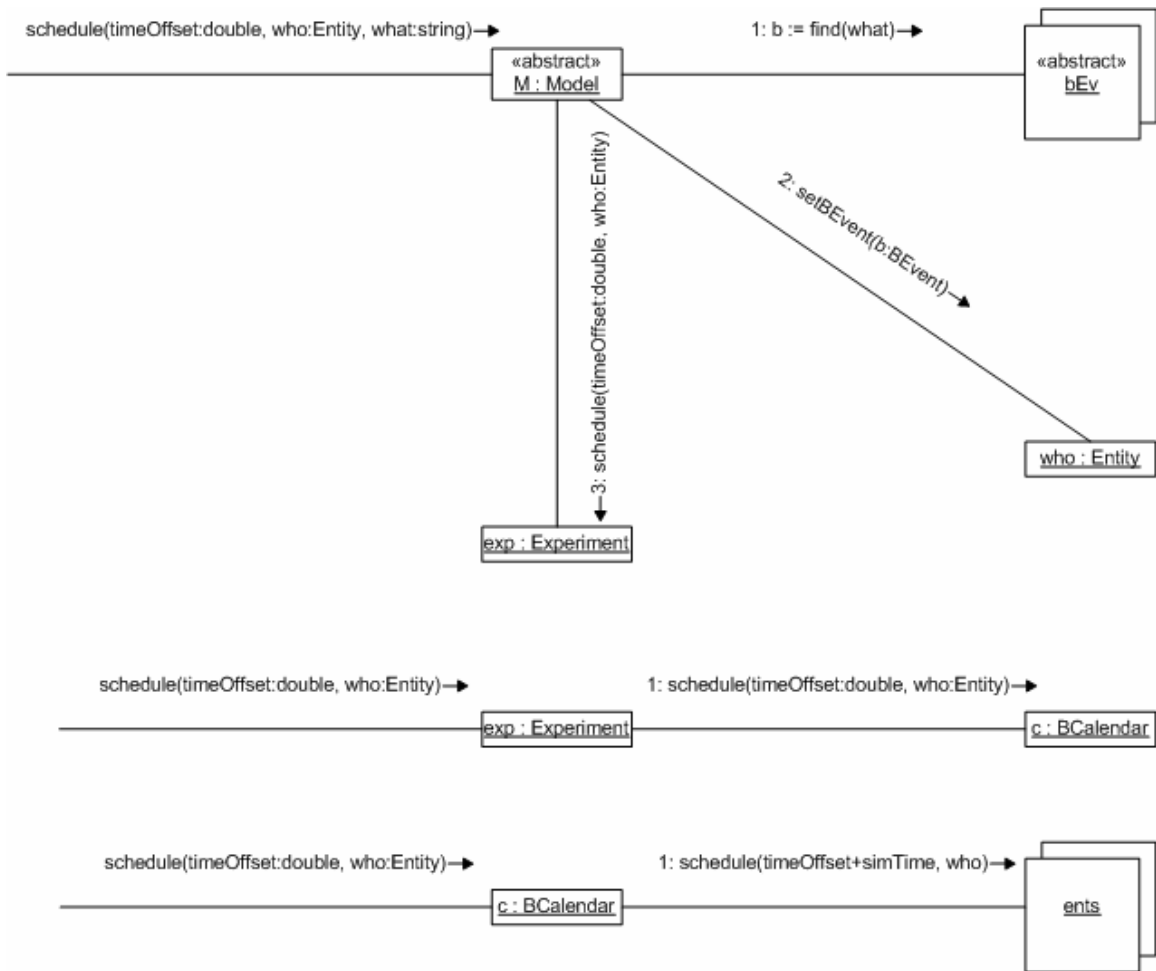 schedule(timeOffset:double, who:Entity, what:string)
1: b := find(what)
«abstract»
M : Model
«abstract»
bEv
2: setBEvent(b:BEvent)
3: schedule(timeOffset:double, who:Entity)
who : Entity
exp : Experiment
schedule(timeOffset:double, who:Entity)
1: schedule(timeOffset:double, who:Entity)
exp : Experiment
c : BCalendar
schedule(timeOffset:double, who:Entity)
1: schedule(timeOffset+simTime, who)
c : BCalendar
ents